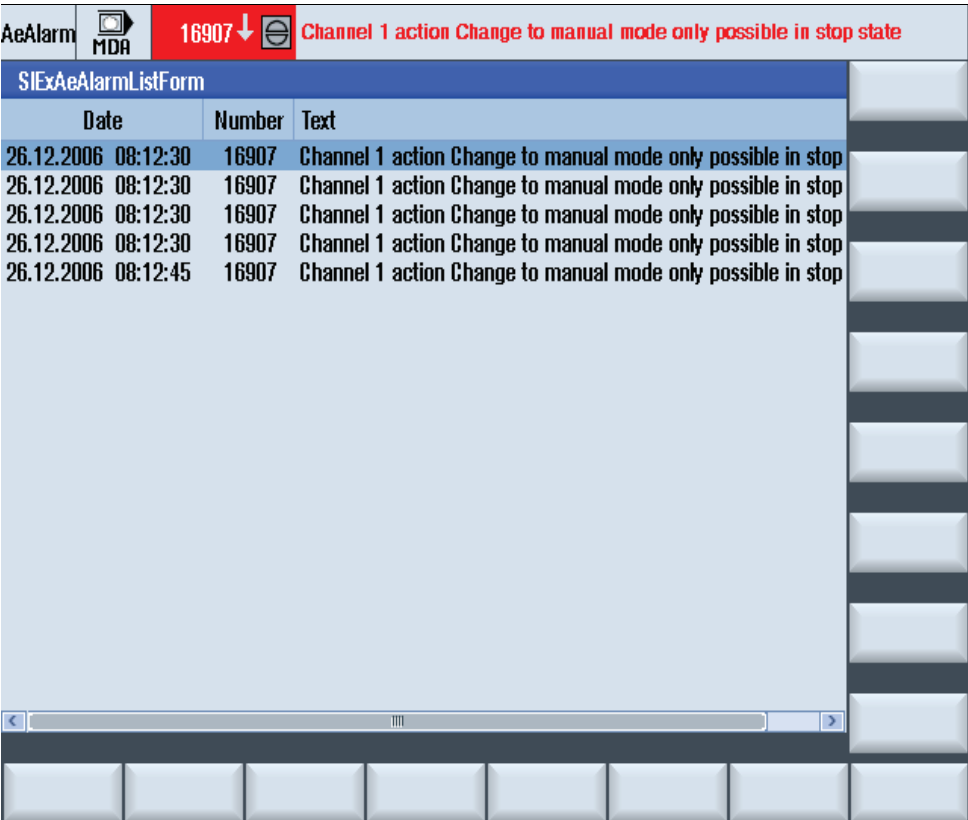 AeAlarm MDA 16907 Channel 1 action Change to manual mode only possible in stop state
SlExAeAlarmListForm
Date Number Text
26.12.2006 08:12:30 16907 Channel 1 action Change to manual mode only possible in stop
26.12.2006 08:12:30 16907 Channel 1 action Change to manual mode only possible in stop
26.12.2006 08:12:30 16907 Channel 1 action Change to manual mode only possible in stop
26.12.2006 08:12:30 16907 Channel 1 action Change to manual mode only possible in stop
26.12.2006 08:12:45 16907 Channel 1 action Change to manual mode only possible in stop